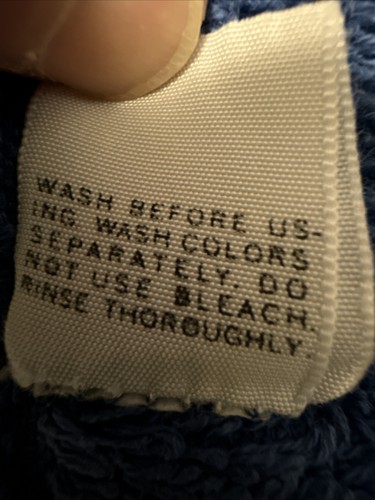 WASH BEFORE US-
ING WASH COLORS
SEPARATELY. DO
NOT USE BLEACH.
RINSE THOROUGHLY.